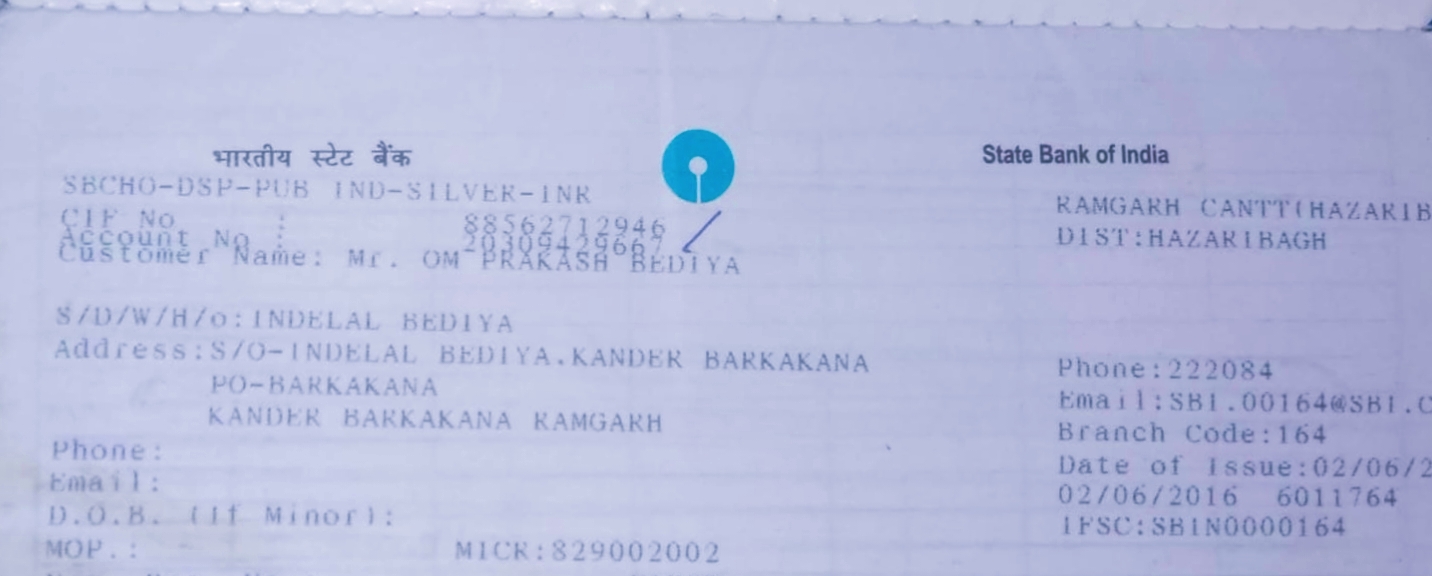 भारतीय स्टेट बैंक
State Bank of India
SBCHO-DSP-PUB IND-SILVER-INR
CIF No : 88562712946
Account No : 20309429667
Customer Name: Mr. OM PRAKASH BEDIYA
S/D/W/H/o:INDELAL BEDIYA
Address:S/O-INDELAL BEDIYA.KANDER BARKAKANA
PO-BARKAKANA
KANDER BARKAKANA RAMGARH
Phone:
Email:
D.O.B. (If Minor):
MOP.:
MICR:829002002
RAMGARH CANTT(HAZARIB
DIST:HAZARIBAGH
Phone:222084
Email:SBI.00164@SBI.C
Branch Code:164
Date of Issue:02/06/2
02/06/2016 6011764
IFSC:SBIN0000164